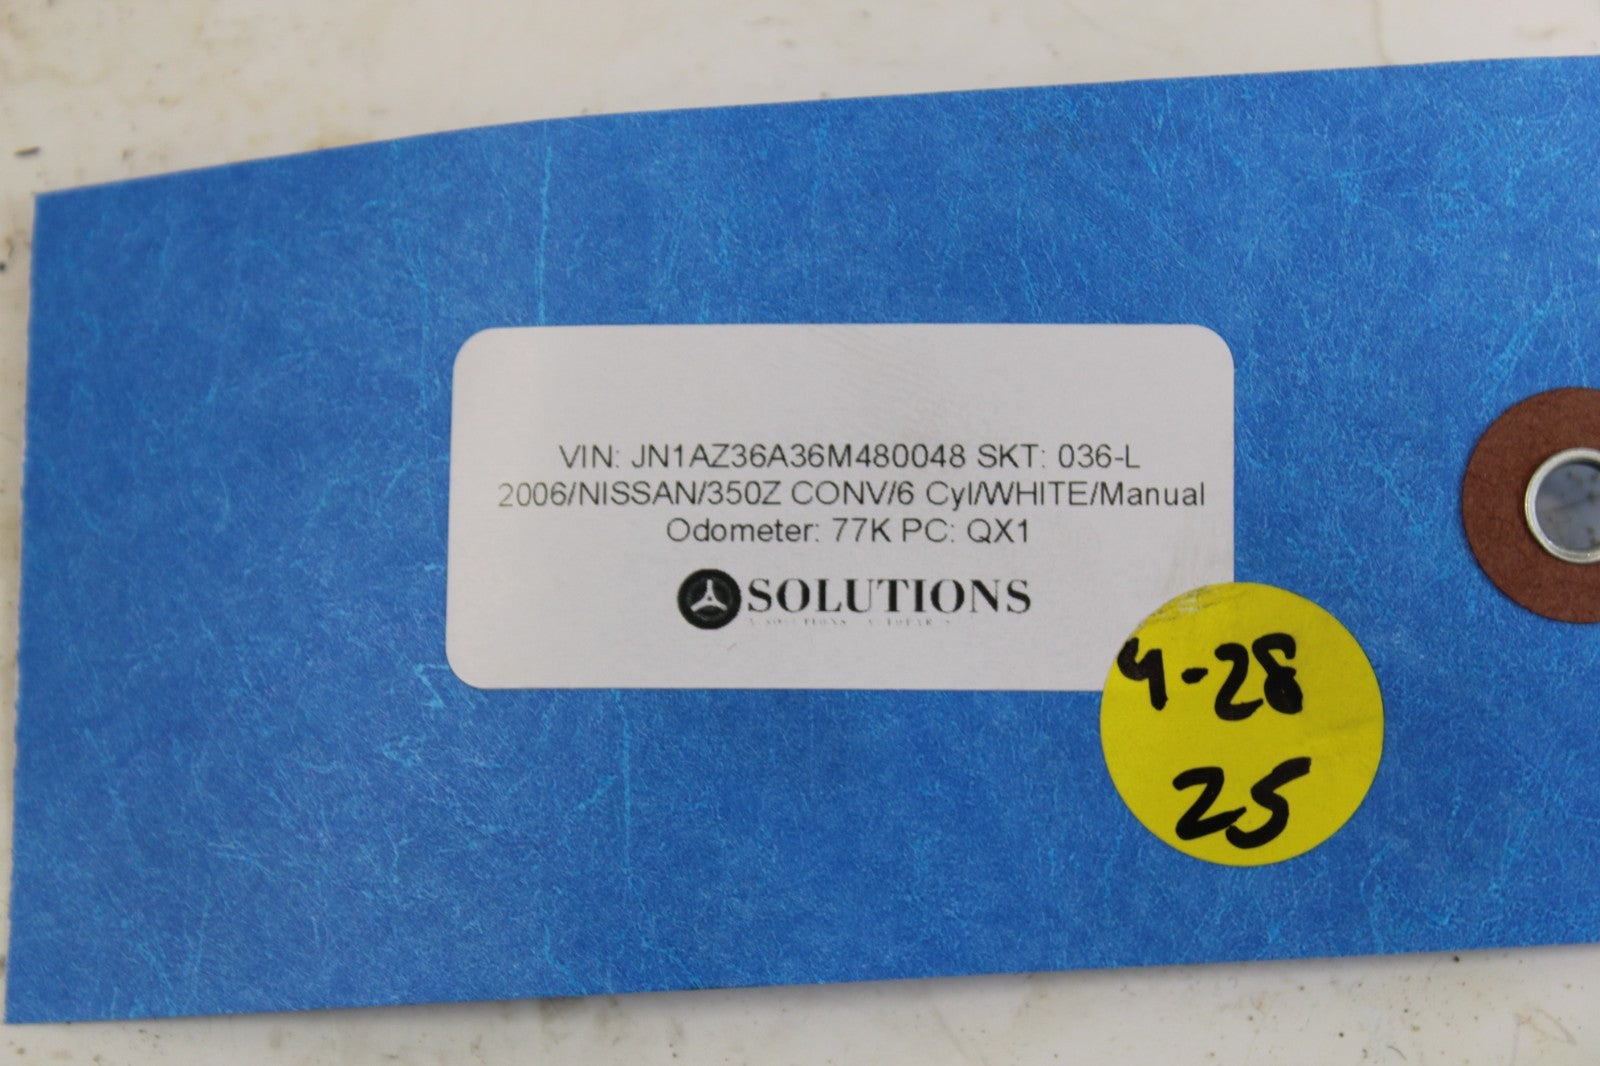 VIN: JN1AZ36A36M480048 SKT: 036-L
2006/NISSAN/350Z CONV/6 Cyl/WHITE/Manual
Odometer: 77K PC: QX1
SOLUTIONS
4-28
25